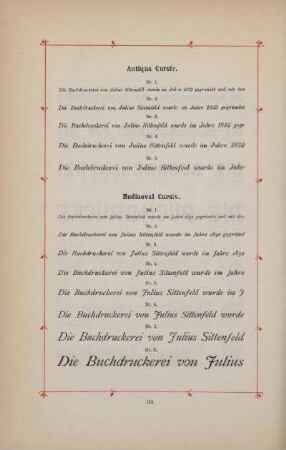 Antiqua Cursiv.
Nr. 1.
Die Buchdruckerei von Julius Sittenfeld wurde im Jahre 1832 gegründet und mit den
Nr. 2.
Die Buchdruckerei von Julius Sittenfeld wurde im Jahre 1832 gegründet
Nr. 3.
Die Buchdruckerei von Julius Sittenfeld wurde im Jahre 1832 gegr
Nr. 4.
Die Buchdruckerei von Julius Sittenfeld wurde im Jahre 1832
Nr. 5.
Die Buchdruckerei von Julius Sittenfeld wurde im Jahr
Mediaeval Cursiv.
Nr. 1.
Die Buchdruckerei von Julius Sittenfeld wurde im Jahre 1832 gegründet und mit den
Nr. 2.
Die Buchdruckerei von Julius Sittenfeld wurde im Jahre 1832 gegründ
Nr. 3.
Die Buchdruckerei von Julius Sittenfeld wurde im Jahre 1832
Nr. 4.
Die Buchdruckerei von Julius Sittenfeld wurde im Jahre
Nr. 5.
Die Buchdruckerei von Julius Sittenfeld wurde im J
Nr. 6.
Die Buchdruckerei von Julius Sittenfeld wurde
Nr. 7.
Die Buchdruckerei von Julius Sittenfeld
Nr. 8.
Die Buchdruckerei von Julius